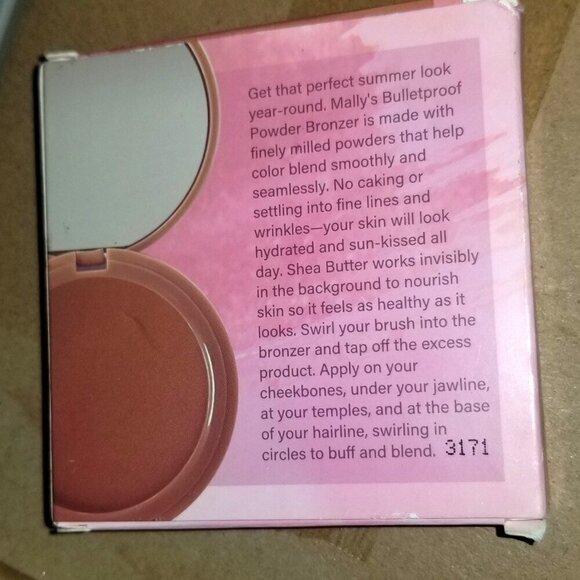 Get that perfect summer look
year-round. Mally's Bulletproof
Powder Bronzer is made with
finely milled powders that help
color blend smoothly and
seamlessly. No caking or
settling into fine lines and
wrinkles—your skin will look
hydrated and sun-kissed all
day. Shea Butter works invisibly
in the background to nourish
skin so it feels as healthy as it
looks. Swirl your brush into the
bronzer and tap off the excess
product. Apply on your
cheekbones, under your jawline,
at your temples, and at the base
of your hairline, swirling in
circles to buff and blend. 3171